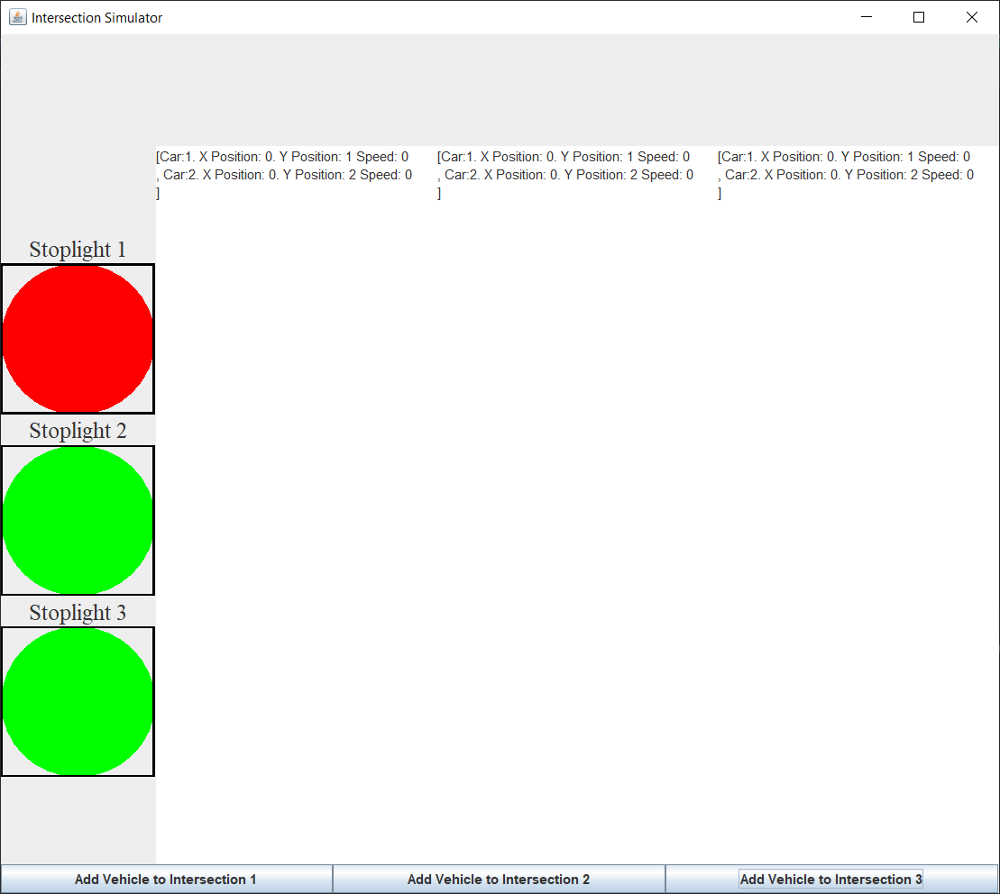 Intersection Simulator
[Car:1. X Position: 0. Y Position: 1 Speed: 0
, Car:2. X Position: 0. Y Position: 2 Speed: 0
]
[Car:1. X Position: 0. Y Position: 1 Speed: 0
, Car:2. X Position: 0. Y Position: 2 Speed: 0
]
[Car:1. X Position: 0. Y Position: 1 Speed: 0
, Car:2. X Position: 0. Y Position: 2 Speed: 0
]
Stoplight 1
Stoplight 2
Stoplight 3
Add Vehicle to Intersection 1
Add Vehicle to Intersection 2
Add Vehicle to Intersection 3